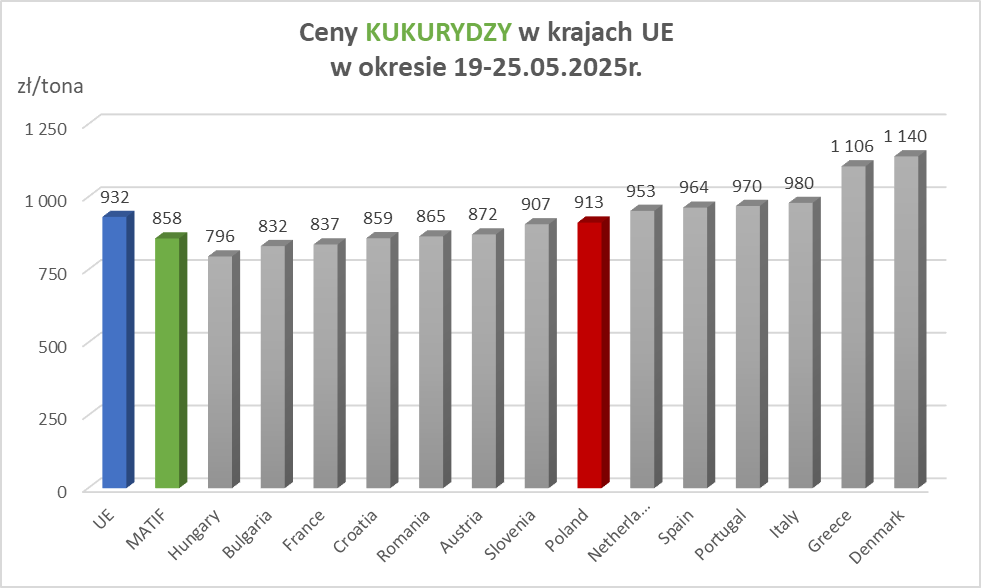 Ceny KUKURYDZY w krajach UE
w okresie 19-25.05.2025r.
zł/tona
1 250
1 000
750
500
250
0
932
858
796
832
837
859
865
872
907
913
953
964
970
980
1 106
1 140
UE
MATIF
Hungary
Bulgaria
France
Croatia
Romania
Austria
Slovenia
Poland
Netherla...
Spain
Portugal
Italy
Greece
Denmark